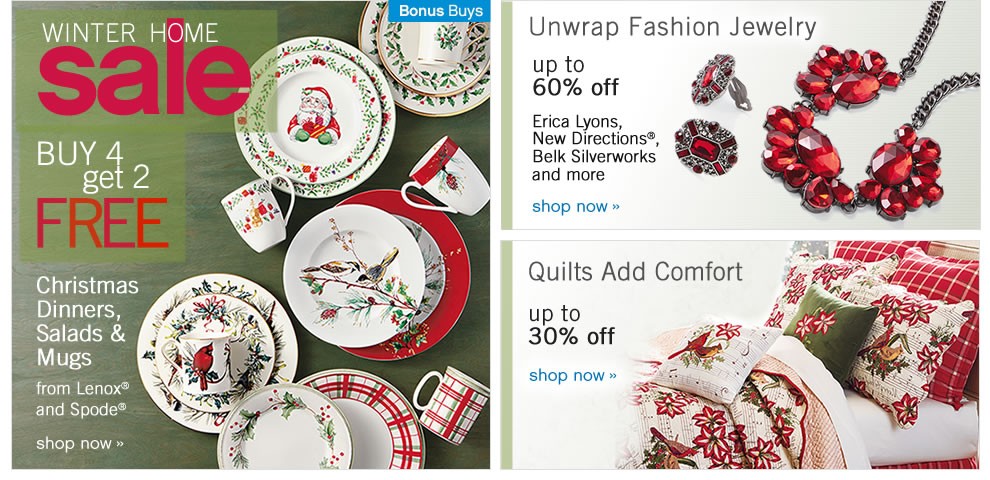 Bonus Buys
WINTER HOME
sale
BUY 4
get 2
FREE
Christmas
Dinners,
Salads &
Mugs
from Lenox®
and Spode®
shop now »
Unwrap Fashion Jewelry
up to
60% off
Erica Lyons,
New Directions®,
Belk Silverworks
and more
shop now »
Quilts Add Comfort
up to
30% off
shop now »